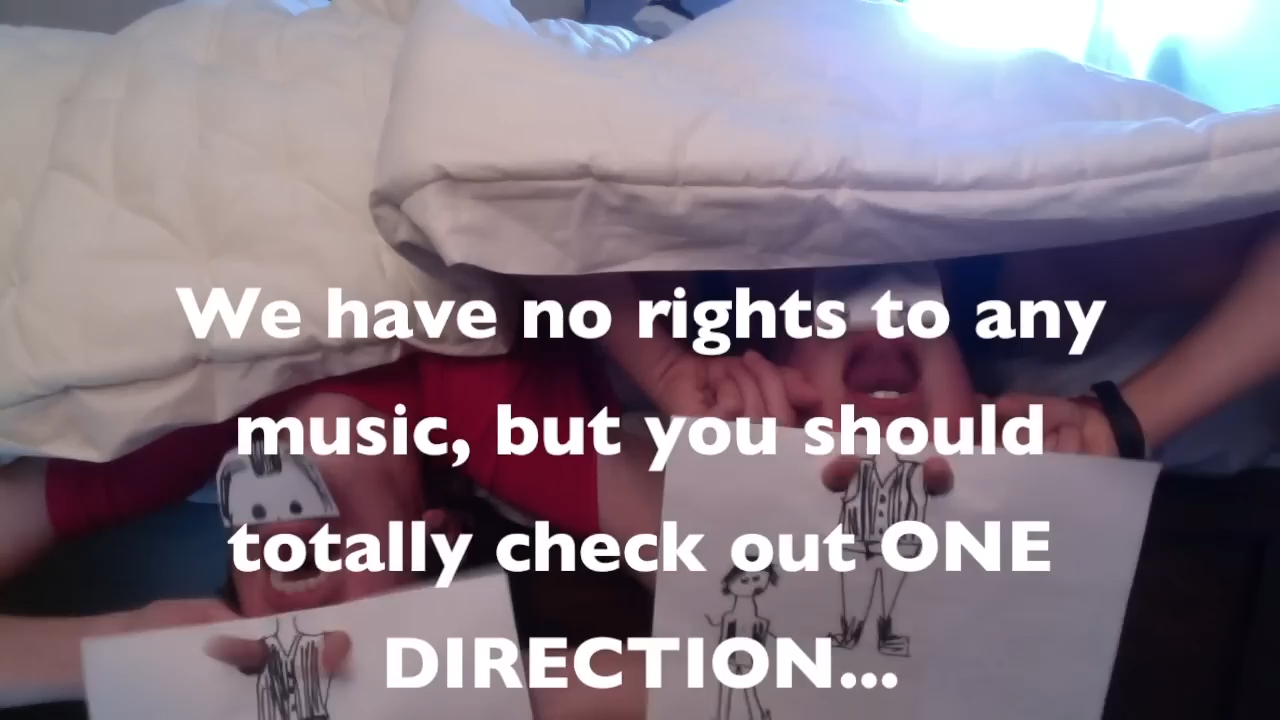 We have no rights to any
music, but you should
totally check out ONE
DIRECTION...